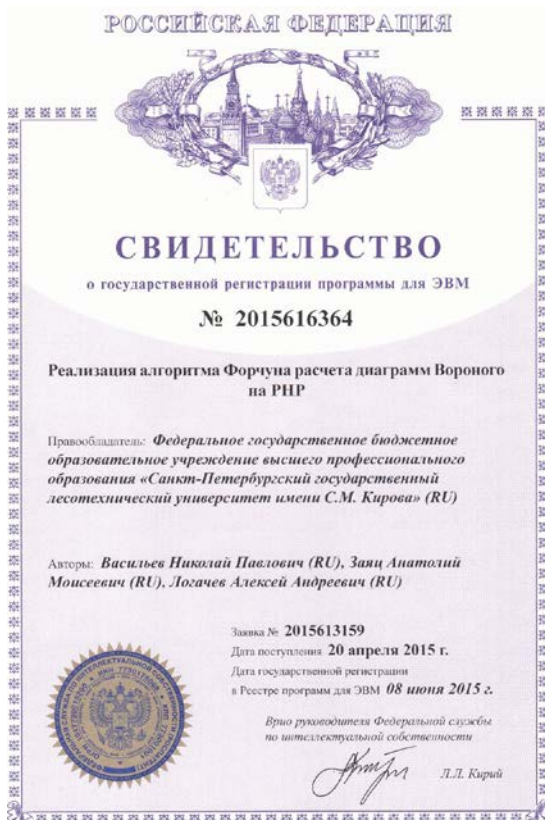 РОССИЙСКАЯ ФЕДЕРАЦИЯ
СВИДЕТЕЛЬСТВО
о государственной регистрации программы для ЭВМ
№ 2015616364
Реализация алгоритма Форчуна расчета диаграмм Вороного
на PHP
Правообладатель: Федеральное государственное бюджетное
образовательное учреждение высшего профессионального
образования «Санкт-Петербургский государственный
лесотехнический университет имени С.М. Кирова» (RU)
Авторы: Васильев Николай Павлович (RU), Заяц Анатолий
Моисеевич (RU), Логачев Алексей Андреевич (RU)
Заявка № 2015613159
Дата поступления 20 апреля 2015 г.
Дата государственной регистрации
в Реестре программ для ЭВМ 08 июня 2015 г.
Врио руководителя Федеральной службы
по интеллектуальной собственности
Л.Л. Кирий